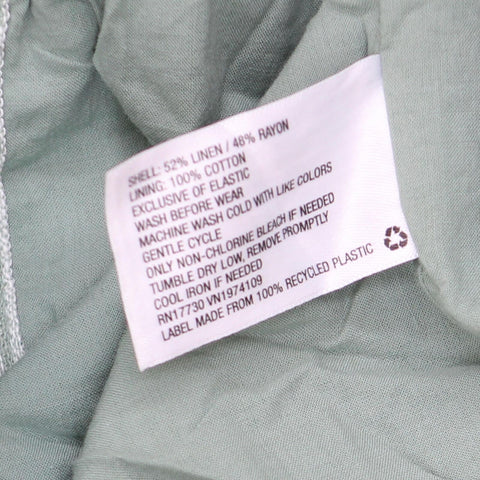 SHELL: 52% LINEN / 48% RAYON
LINING: 100% COTTON
EXCLUSIVE OF ELASTIC
WASH BEFORE WEAR
MACHINE WASH COLD WITH LIKE COLORS
GENTLE CYCLE
ONLY NON-CHLORINE BLEACH IF NEEDED
TUMBLE DRY LOW, REMOVE PROMPTLY
COOL IRON IF NEEDED
RN17730 VN1974109
LABEL MADE FROM 100% RECYCLED PLASTIC